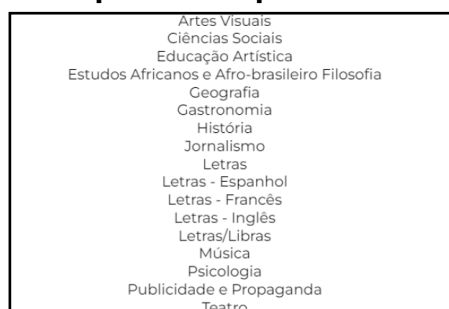 Artes Visuais
Ciências Sociais
Educação Artística
Estudos Africanos e Afro-brasileiro Filosofia
Geografia
Gastronomia
História
Jornalismo
Letras
Letras - Espanhol
Letras - Francês
Letras - Inglês
Letras/Libras
Música
Psicologia
Publicidade e Propaganda
Teatro